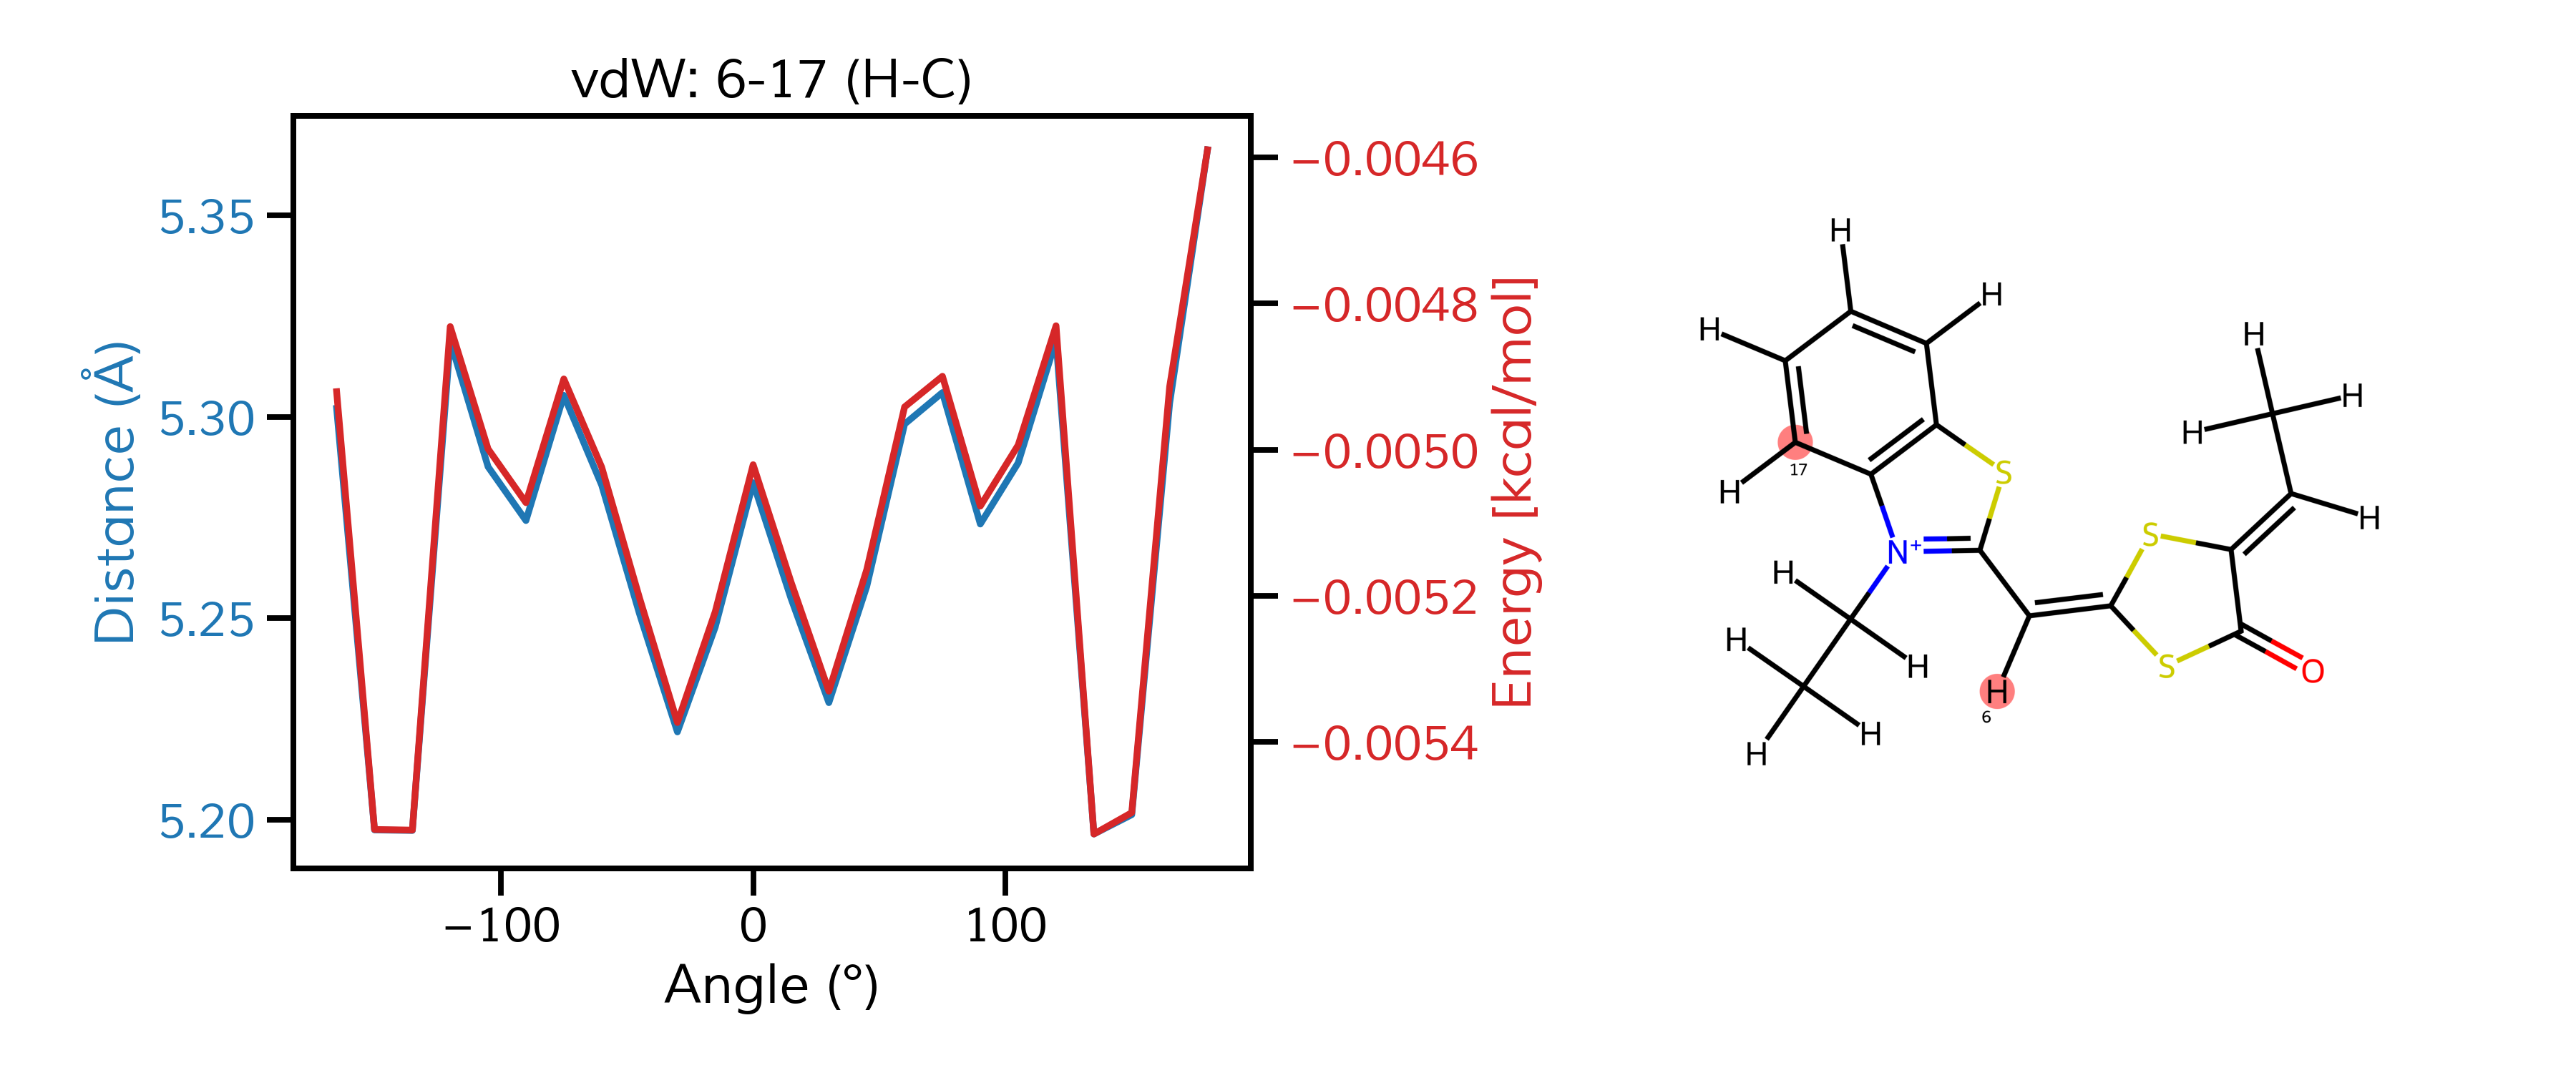 vdW: 6-17 (H-C)
5.35
5.30
5.25
5.20
Distance (Å)
−0.0046
−0.0048
−0.0050
−0.0052
−0.0054
Energy [kcal/mol]
−100
0
100
Angle (°)
H
H
H
H
H
H
H
17
H
S
S
H
N+
H
H
H
S
O
H
6
H
H